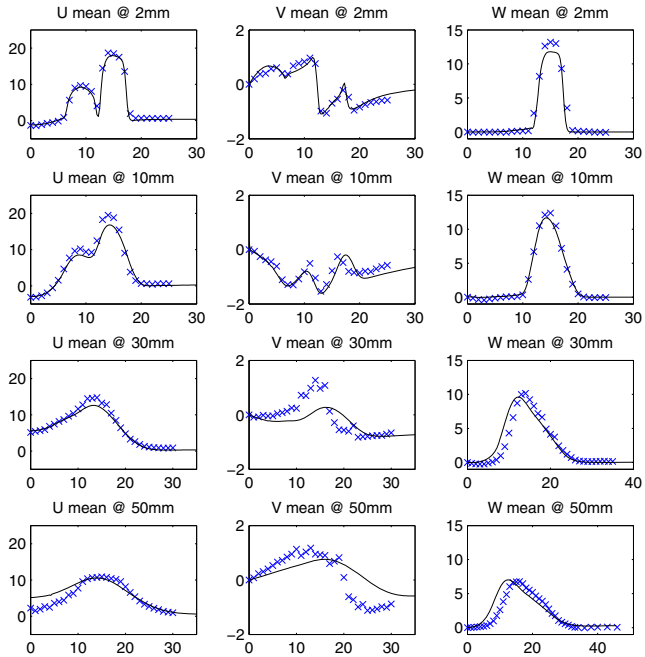 U mean @ 2mm
V mean @ 2mm
W mean @ 2mm
20
10
0
0 10 20 30
2
0
−2
0 10 20 30
15
10
5
0
0 10 20 30
U mean @ 10mm
V mean @ 10mm
W mean @ 10mm
20
10
0
0 10 20 30
2
0
−2
0 10 20 30
15
10
5
0
0 10 20 30
U mean @ 30mm
V mean @ 30mm
W mean @ 30mm
20
10
0
0 10 20 30
2
0
−2
0 10 20 30
15
10
5
0
0 20 40
U mean @ 50mm
V mean @ 50mm
W mean @ 50mm
20
10
0
0 10 20 30
2
0
−2
0 10 20 30
15
10
5
0
0 20 40